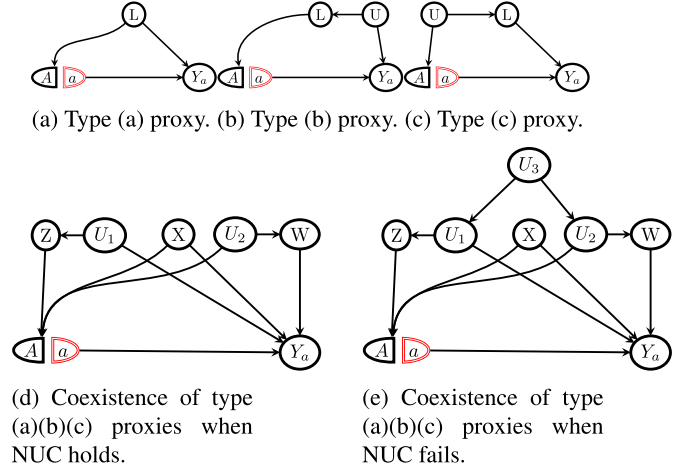 L L U U L
A a Y_a A a Y_a A a Y_a
(a) Type (a) proxy. (b) Type (b) proxy. (c) Type (c) proxy.
U_3
Z U_1 X U_2 W Z U_1 X U_2 W
A a Y_a A a Y_a
(d) Coexistence of type
(a)(b)(c) proxies when
NUC holds.
(e) Coexistence of type
(a)(b)(c) proxies when
NUC fails.